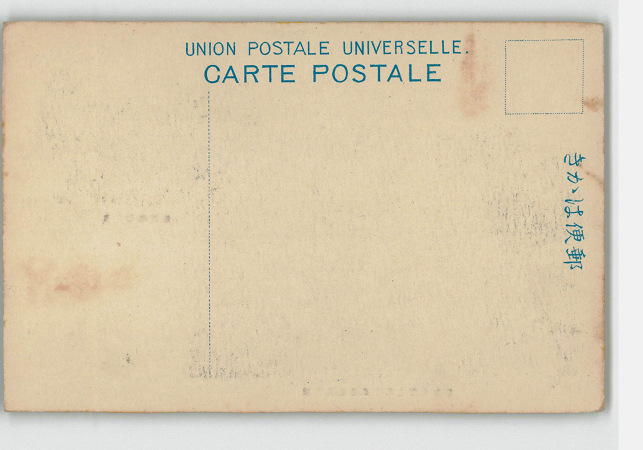 UNION POSTALE UNIVERSELLE.
CARTE POSTALE
きかは便郵